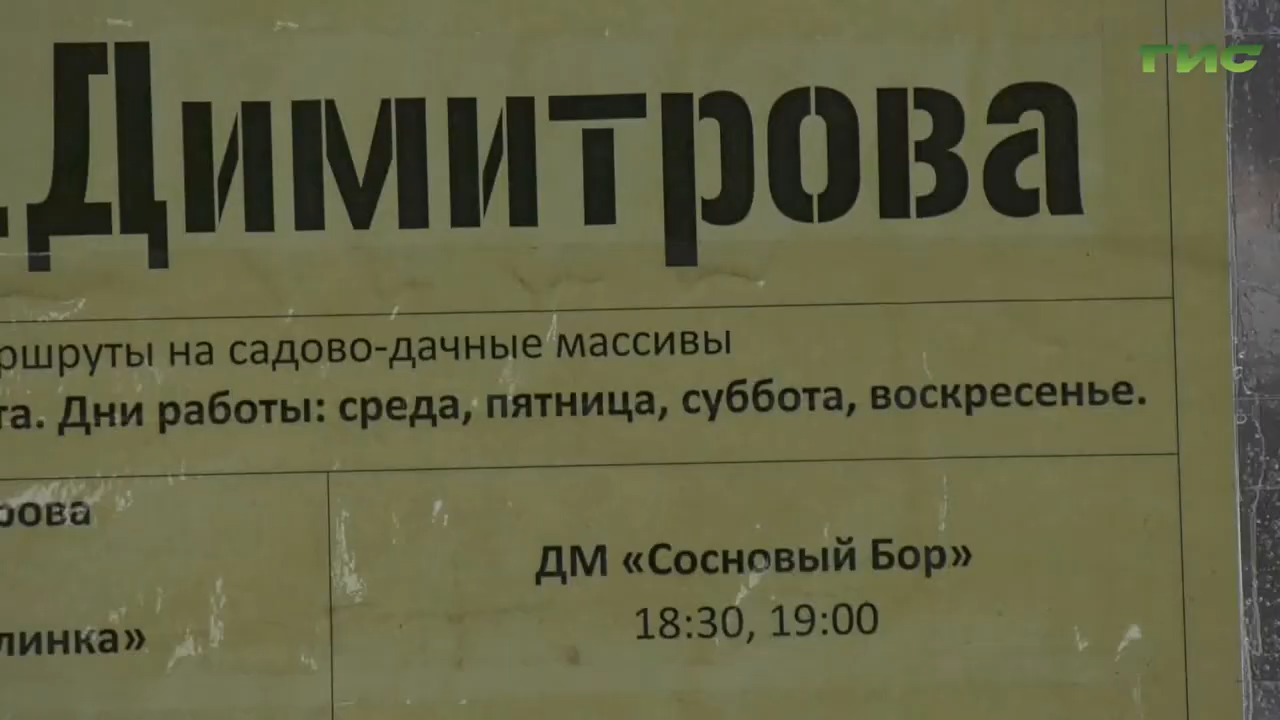 ГИС
Димитрова
ршруты на садово-дачные массивы
та. Дни работы: среда, пятница, суббота, воскресенье.
рова
ДМ «Сосновый Бор»
18:30, 19:00
линка»